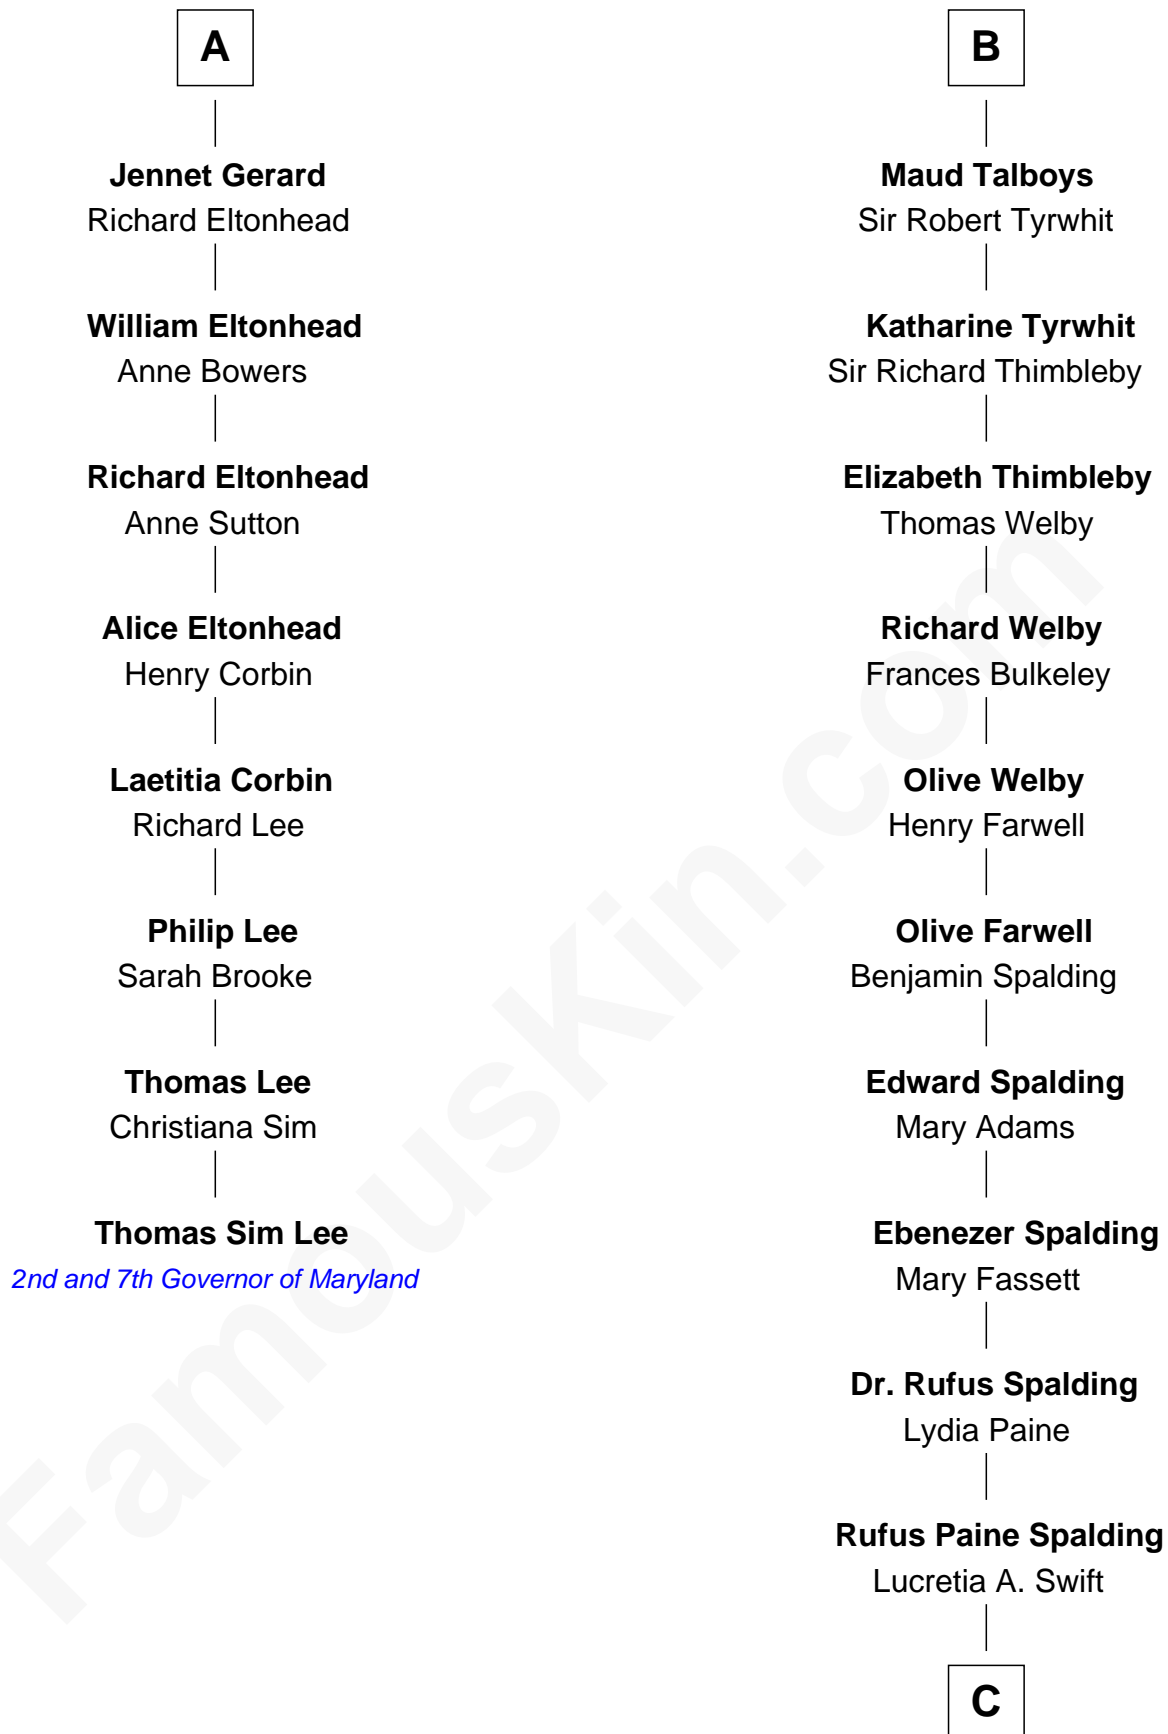 A
Jennet Gerard
Richard Eltonhead
William Eltonhead
Anne Bowers
Richard Eltonhead
Anne Sutton
Alice Eltonhead
Henry Corbin
Laetitia Corbin
Richard Lee
Philip Lee
Sarah Brooke
Thomas Lee
Christiana Sim
Thomas Sim Lee
2nd and 7th Governor of Maryland
B
Maud Talboys
Sir Robert Tyrwhit
Katharine Tyrwhit
Sir Richard Thimbleby
Elizabeth Thimbleby
Thomas Welby
Richard Welby
Frances Bulkeley
Olive Welby
Henry Farwell
Olive Farwell
Benjamin Spalding
Edward Spalding
Mary Adams
Ebenezer Spalding
Mary Fassett
Dr. Rufus Spalding
Lydia Paine
Rufus Paine Spalding
Lucretia A. Swift
C
FamousKin.com